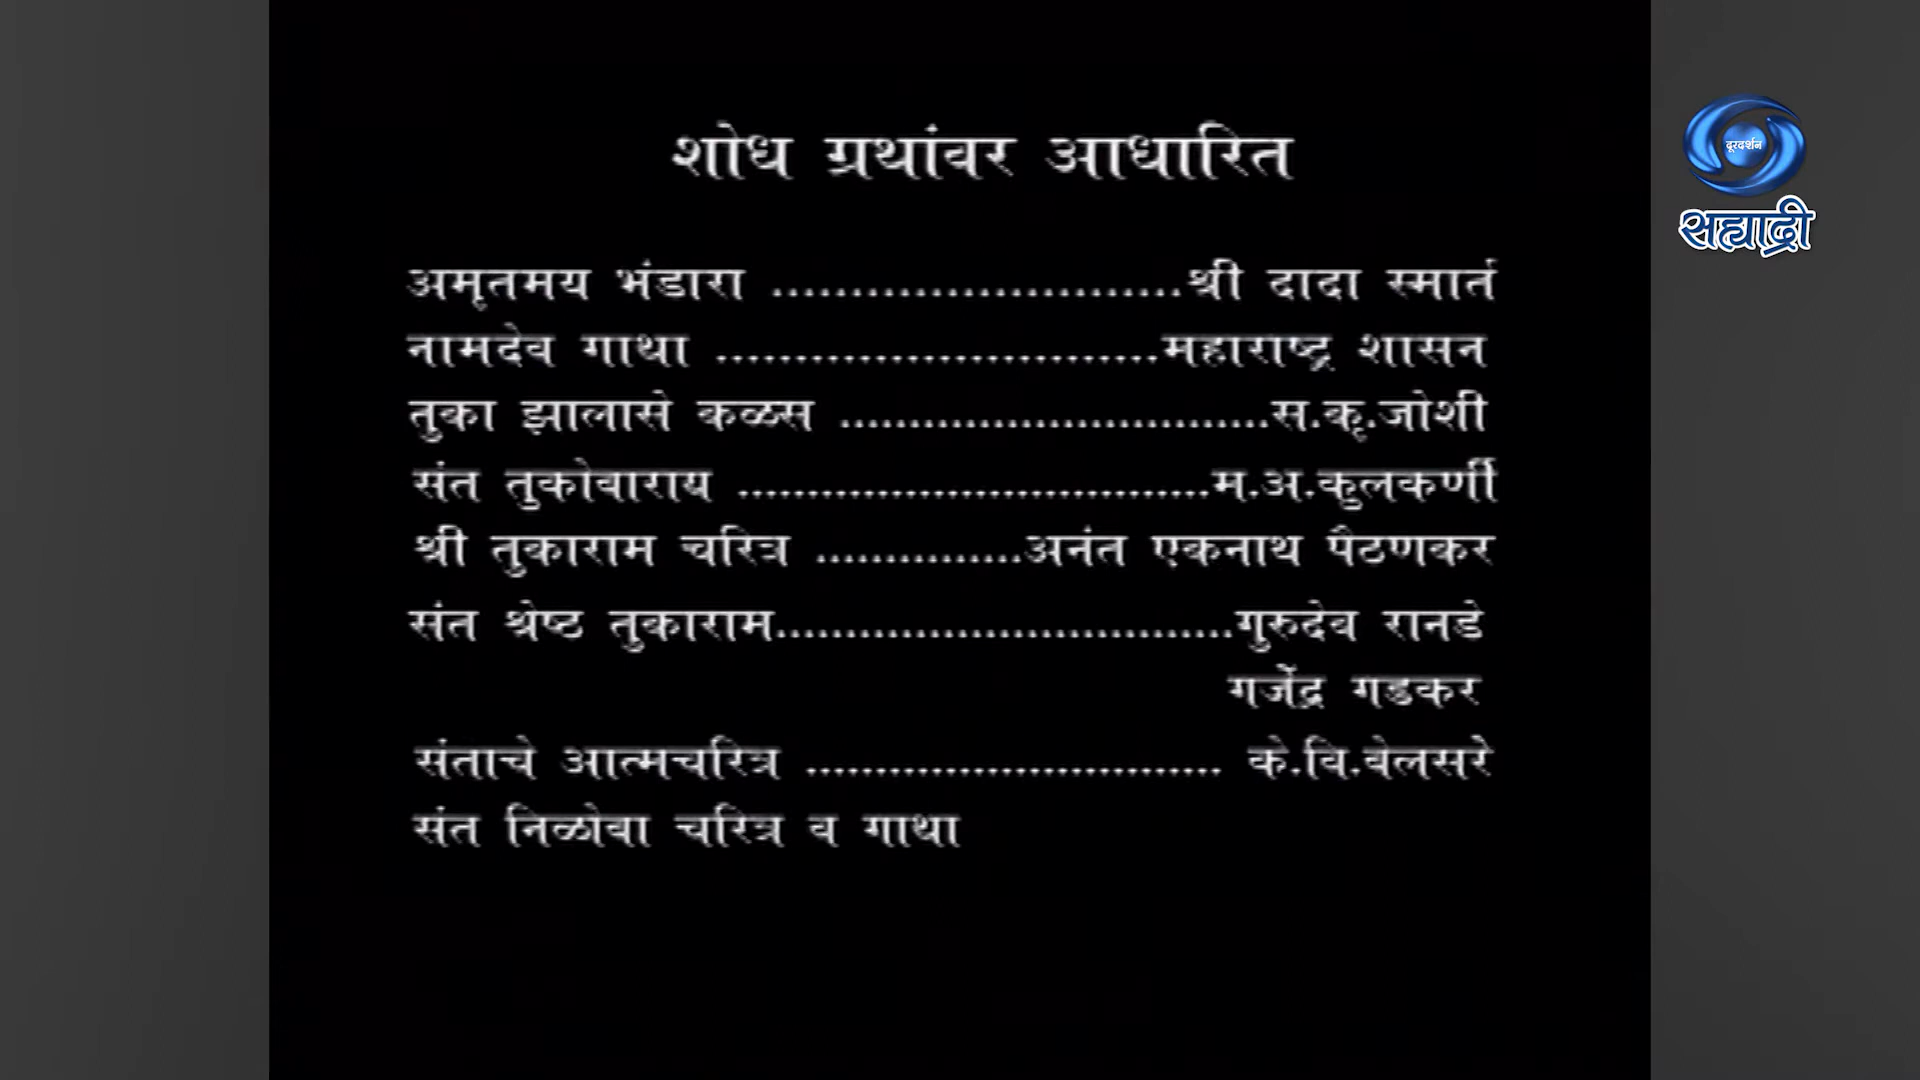 शोध ग्रथांवर आधारित
दूरदर्शन
सह्याद्री
अमृतमय भंडारा ..........................श्री दादा स्मार्त
नामदेव गाथा ............................महाराष्ट्र शासन
तुका झालासे कळस ...............................स.कृ.जोशी
संत तुकोबाराय ..................................म.अ.कुलकर्णी
श्री तुकाराम चरित्र ...............अनंत एकनाथ पैठणकर
संत श्रेष्ठ तुकाराम.................................गुरुदेव रानडे
गजेंद्र गडकर
संताचे आत्मचरित्र .............................. के.वि.बेलसरे
संत निळोबा चरित्र व गाथा